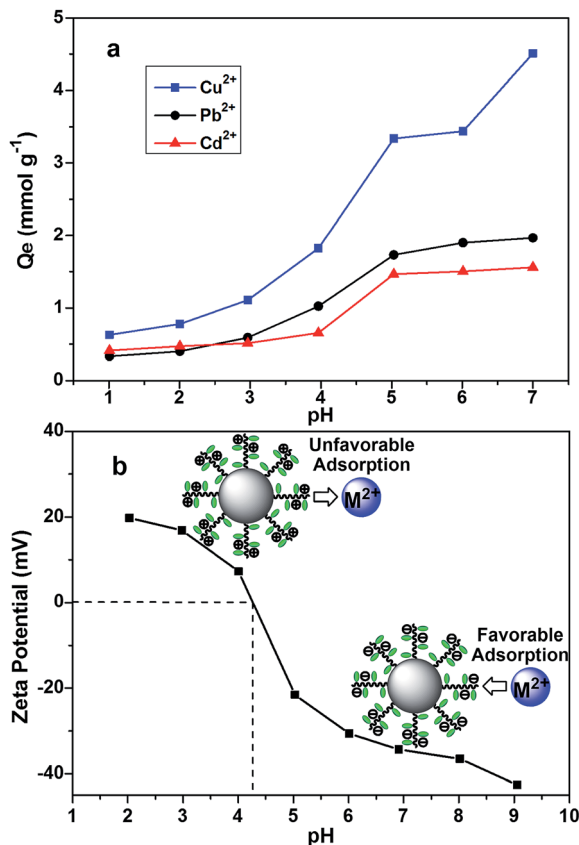 a
Cu2+
Pb2+
Cd2+
Qe (mmol g-1)
5
4
3
2
1
0
1 2 3 4 5 6 7
pH
b
Unfavorable
Adsorption
M2+
Favorable
Adsorption
M2+
Zeta Potential (mV)
40
20
0
-20
-40
1 2 3 4 5 6 7 8 9 10
pH